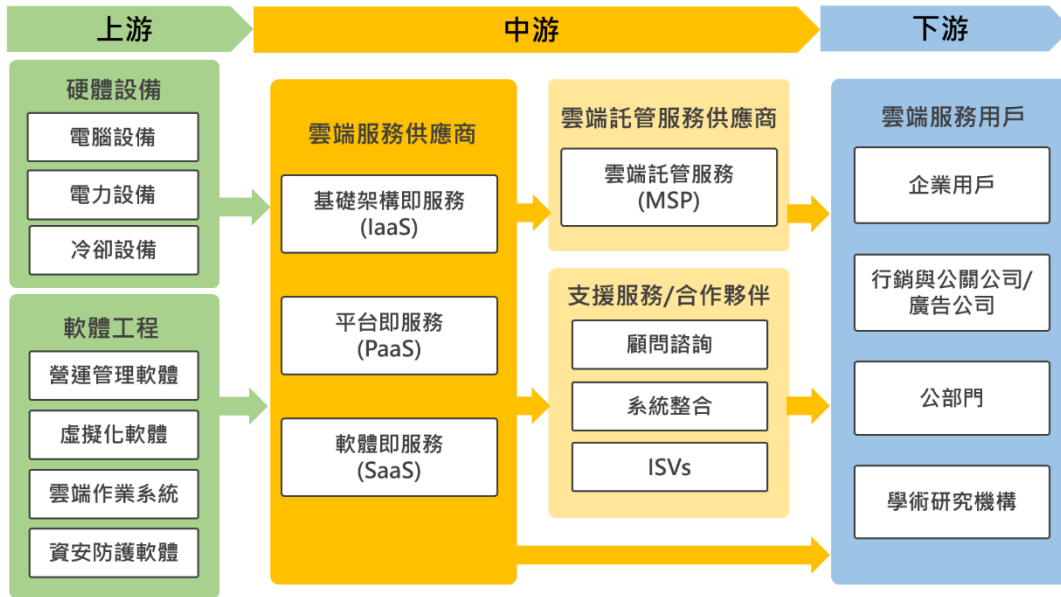 上游
中游
下游
硬體設備
電腦設備
電力設備
冷卻設備
軟體工程
營運管理軟體
虛擬化軟體
雲端作業系統
資安防護軟體
雲端服務供應商
基礎架構即服務
(IaaS)
平台即服務
(PaaS)
軟體即服務
(SaaS)
雲端託管服務供應商
雲端託管服務
(MSP)
支援服務/合作夥伴
顧問諮詢
系統整合
ISVs
雲端服務用戶
企業用戶
行銷與公關公司/
廣告公司
公部門
學術研究機構